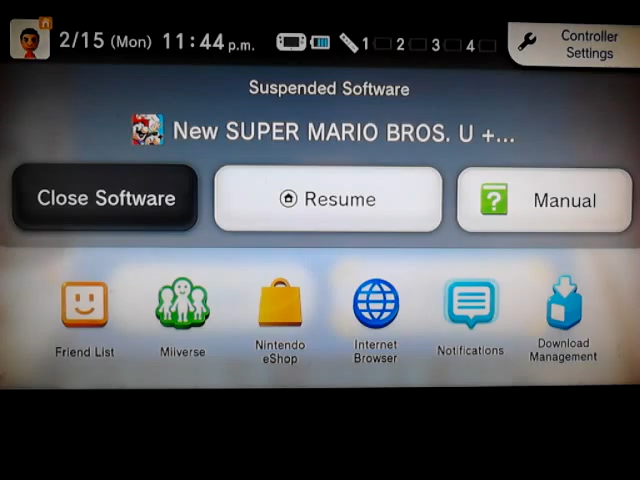 2/15 (Mon) 11:44 p.m. 1 2 3 4
Controller
Settings
Suspended Software
New SUPER MARIO BROS. U +...
Close Software
Resume
? Manual
Friend List
Miiverse
Nintendo
eShop
Internet
Browser
Notifications
Download
Management